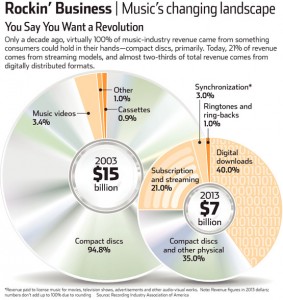 Rockin' Business | Music's changing landscape
You Say You Want a Revolution
Only a decade ago, virtually 100% of music-industry revenue came from something
consumers could hold in their hands—compact discs, primarily. Today, 21% of revenue
comes from streaming models, and almost two-thirds of total revenue comes from
digitally distributed formats.
Other
1.0%
Cassettes
0.9%
Music videos
3.4%
2003
$15
billion
Compact discs
94.8%
Synchronization*
3.0%
Ringtones and
ring-backs
1.0%
Digital
downloads
40.0%
Subscription
and streaming
21.0%
2013
$7
billion
Compact discs
and other physical
35.0%
*Revenue paid to license music for movies, television shows, advertisements and other audio-visual works. Note: Revenue figures in 2013 dollars;
numbers don't add up to 100% due to rounding. Source: Recording Industry Association of America